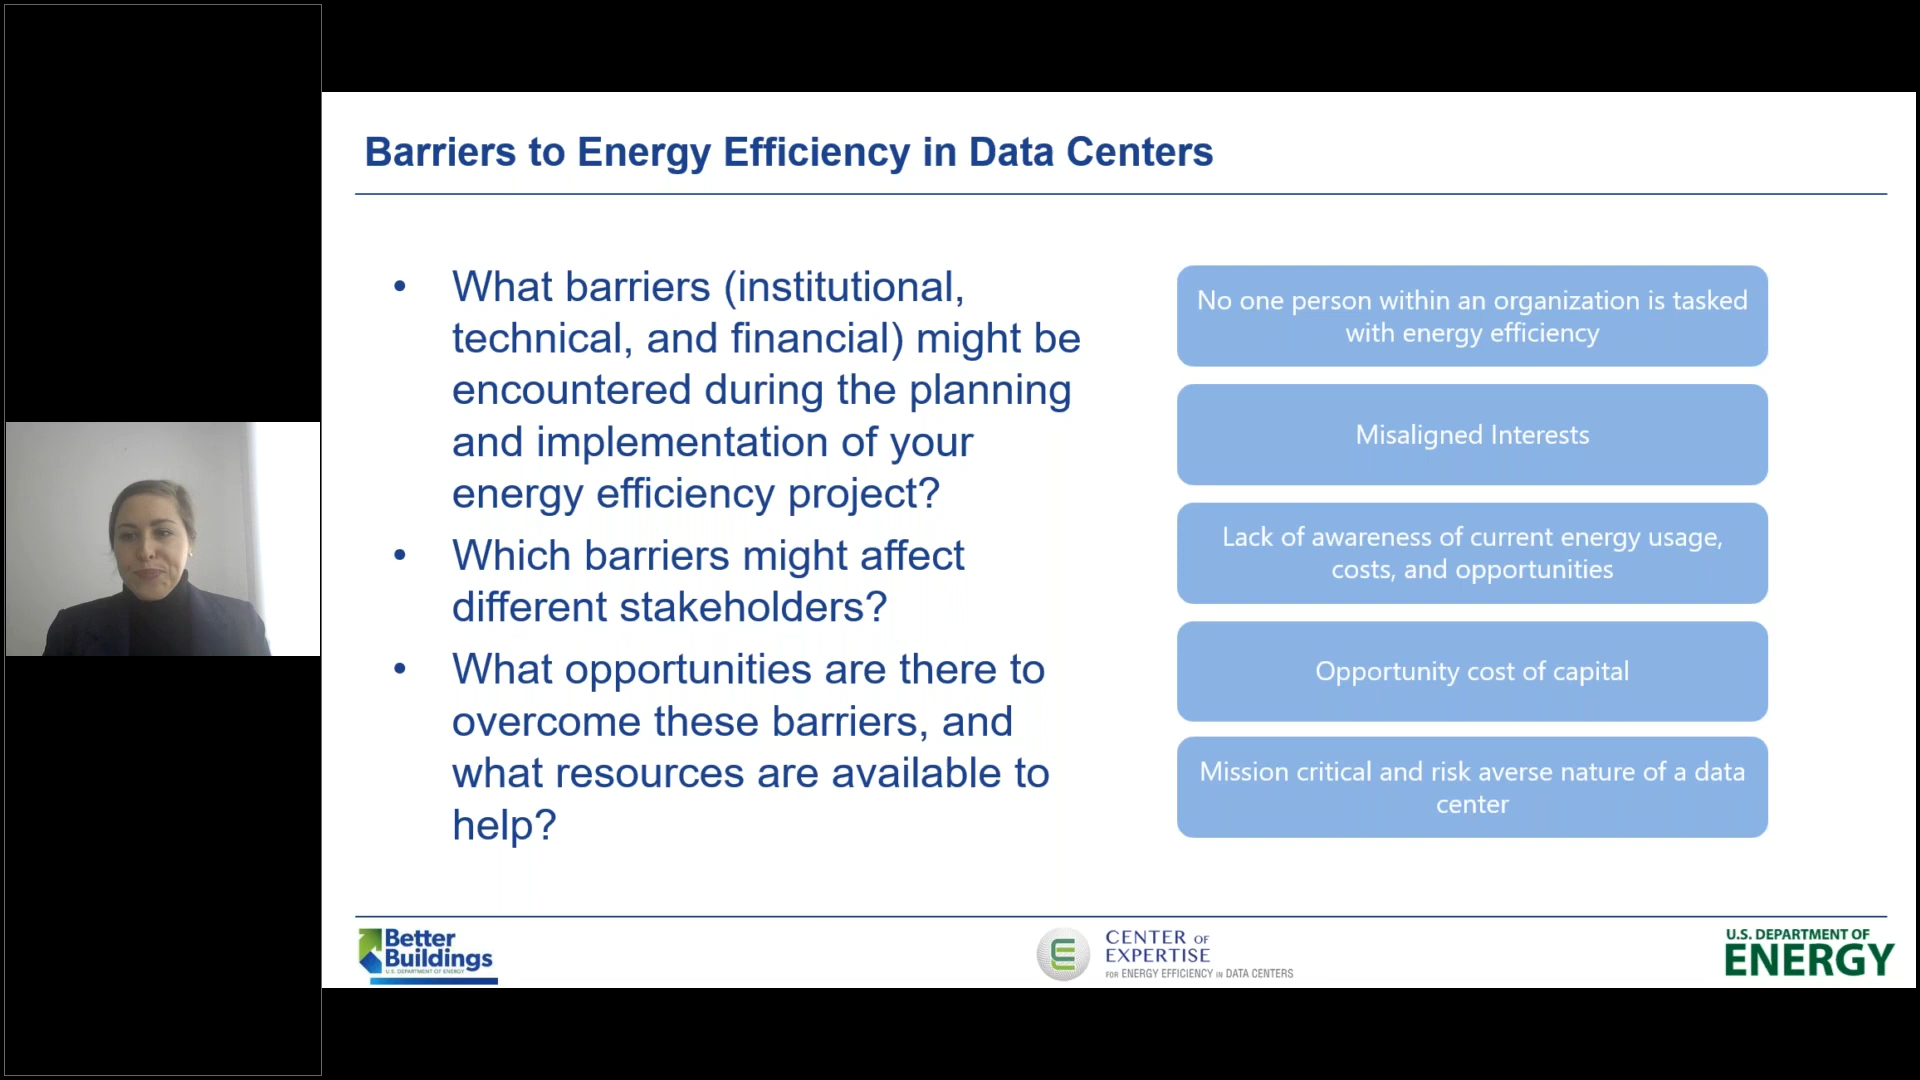 Barriers to Energy Efficiency in Data Centers
• What barriers (institutional,
technical, and financial) might be
encountered during the planning
and implementation of your
energy efficiency project?
• Which barriers might affect
different stakeholders?
• What opportunities are there to
overcome these barriers, and
what resources are available to
help?
No one person within an organization is tasked
with energy efficiency
Misaligned Interests
Lack of awareness of current energy usage,
costs, and opportunities
Opportunity cost of capital
Mission critical and risk averse nature of a data
center
Better
Buildings
U.S. DEPARTMENT OF ENERGY
CENTER OF
EXPERTISE
FOR ENERGY EFFICIENCY IN DATA CENTERS
U.S. DEPARTMENT OF
ENERGY